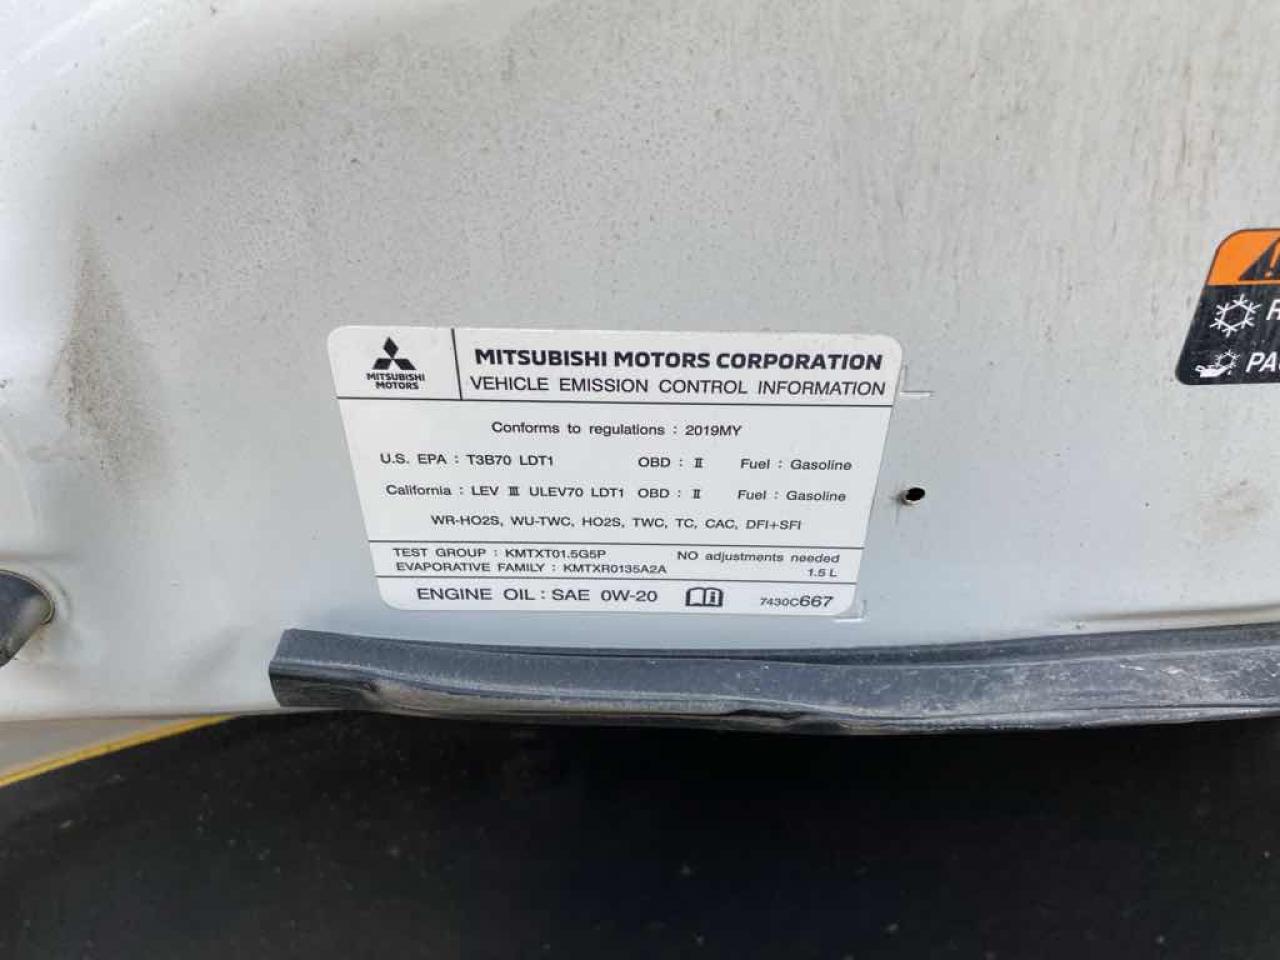 MITSUBISHI
MOTORS
MITSUBISHI MOTORS CORPORATION
VEHICLE EMISSION CONTROL INFORMATION
Conforms to regulations : 2019MY
U.S. EPA : T3B70 LDT1 OBD : II Fuel : Gasoline
California : LEV III ULEV70 LDT1 OBD : II Fuel : Gasoline
WR-HO2S, WU-TWC, HO2S, TWC, TC, CAC, DFI+SFI
TEST GROUP : KMTXT01.5G5P NO adjustments needed
EVAPORATIVE FAMILY : KMTXR0135A2A 1.5 L
ENGINE OIL : SAE 0W-20 7430C667